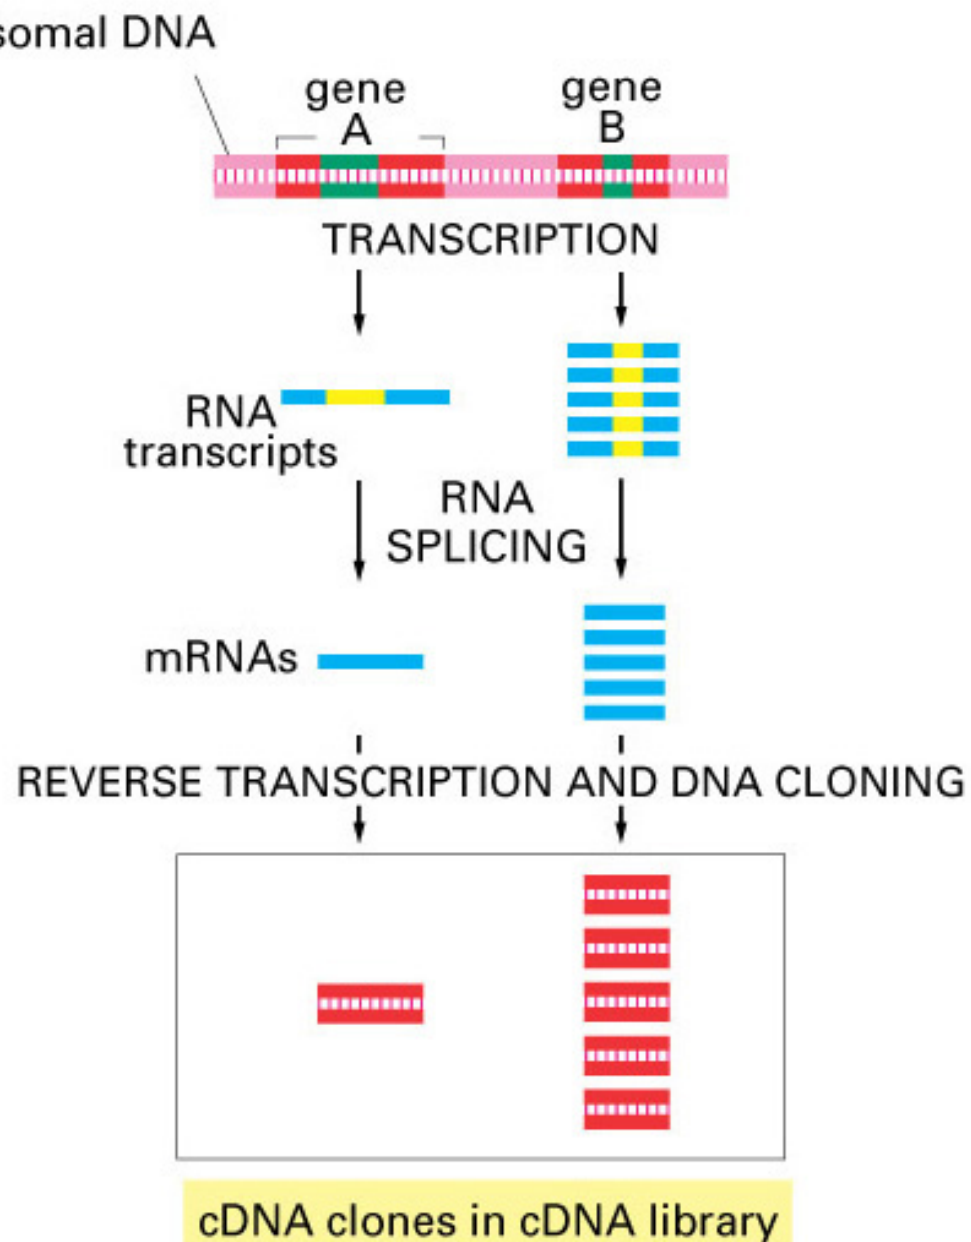 somal DNA
gene
A
gene
B
TRANSCRIPTION
RNA
transcripts
RNA
SPLICING
mRNAs
REVERSE TRANSCRIPTION AND DNA CLONING
cDNA clones in cDNA library